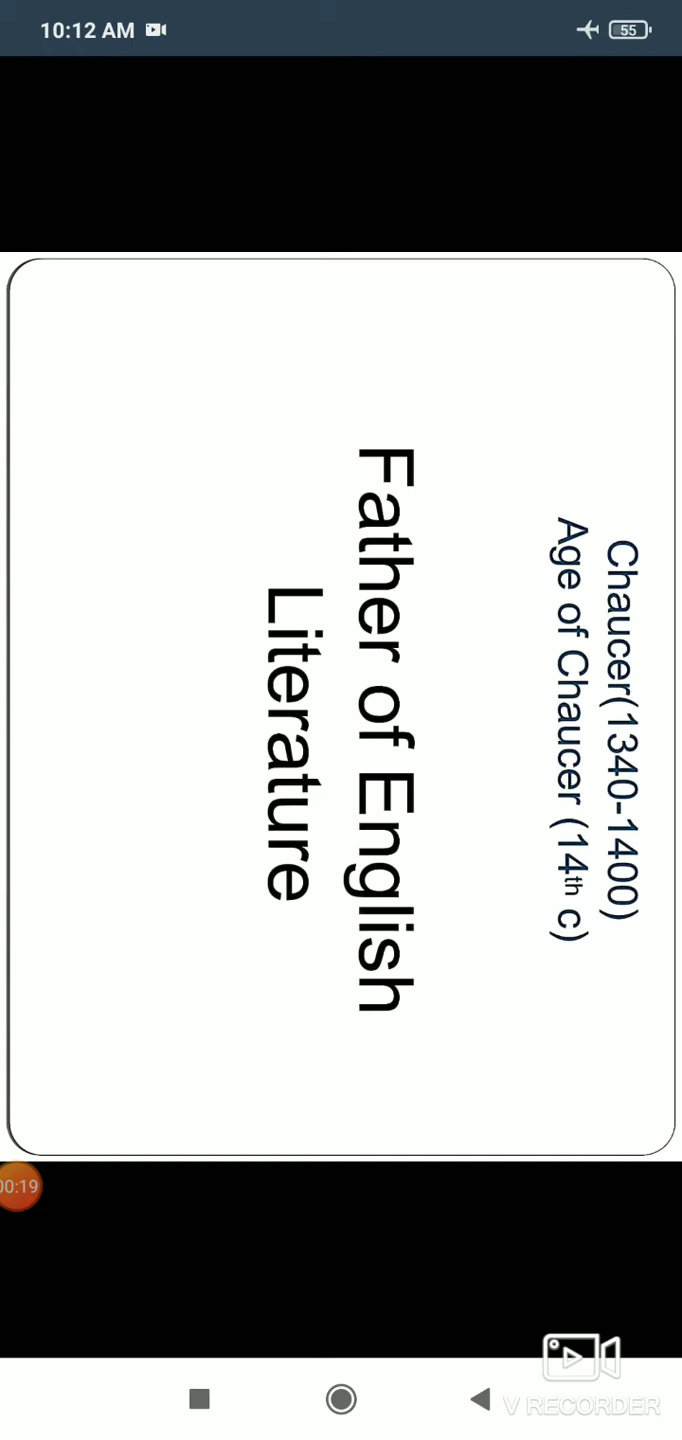 10:12 AM
55
Chaucer(1340-1400)
Age of Chaucer (14th c)
Father of English
Literature
00:19
V RECORDER